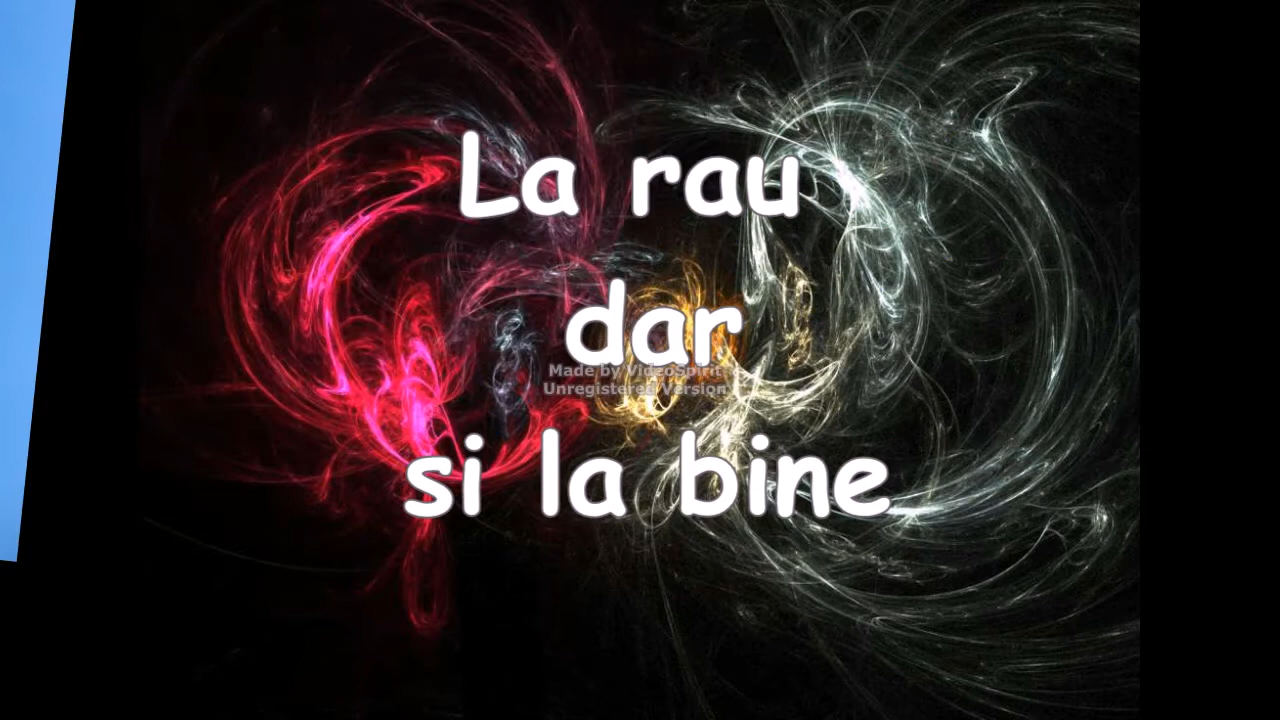 La rau
dar
Made by VideoSpirit
Unregistered Version
si la bine